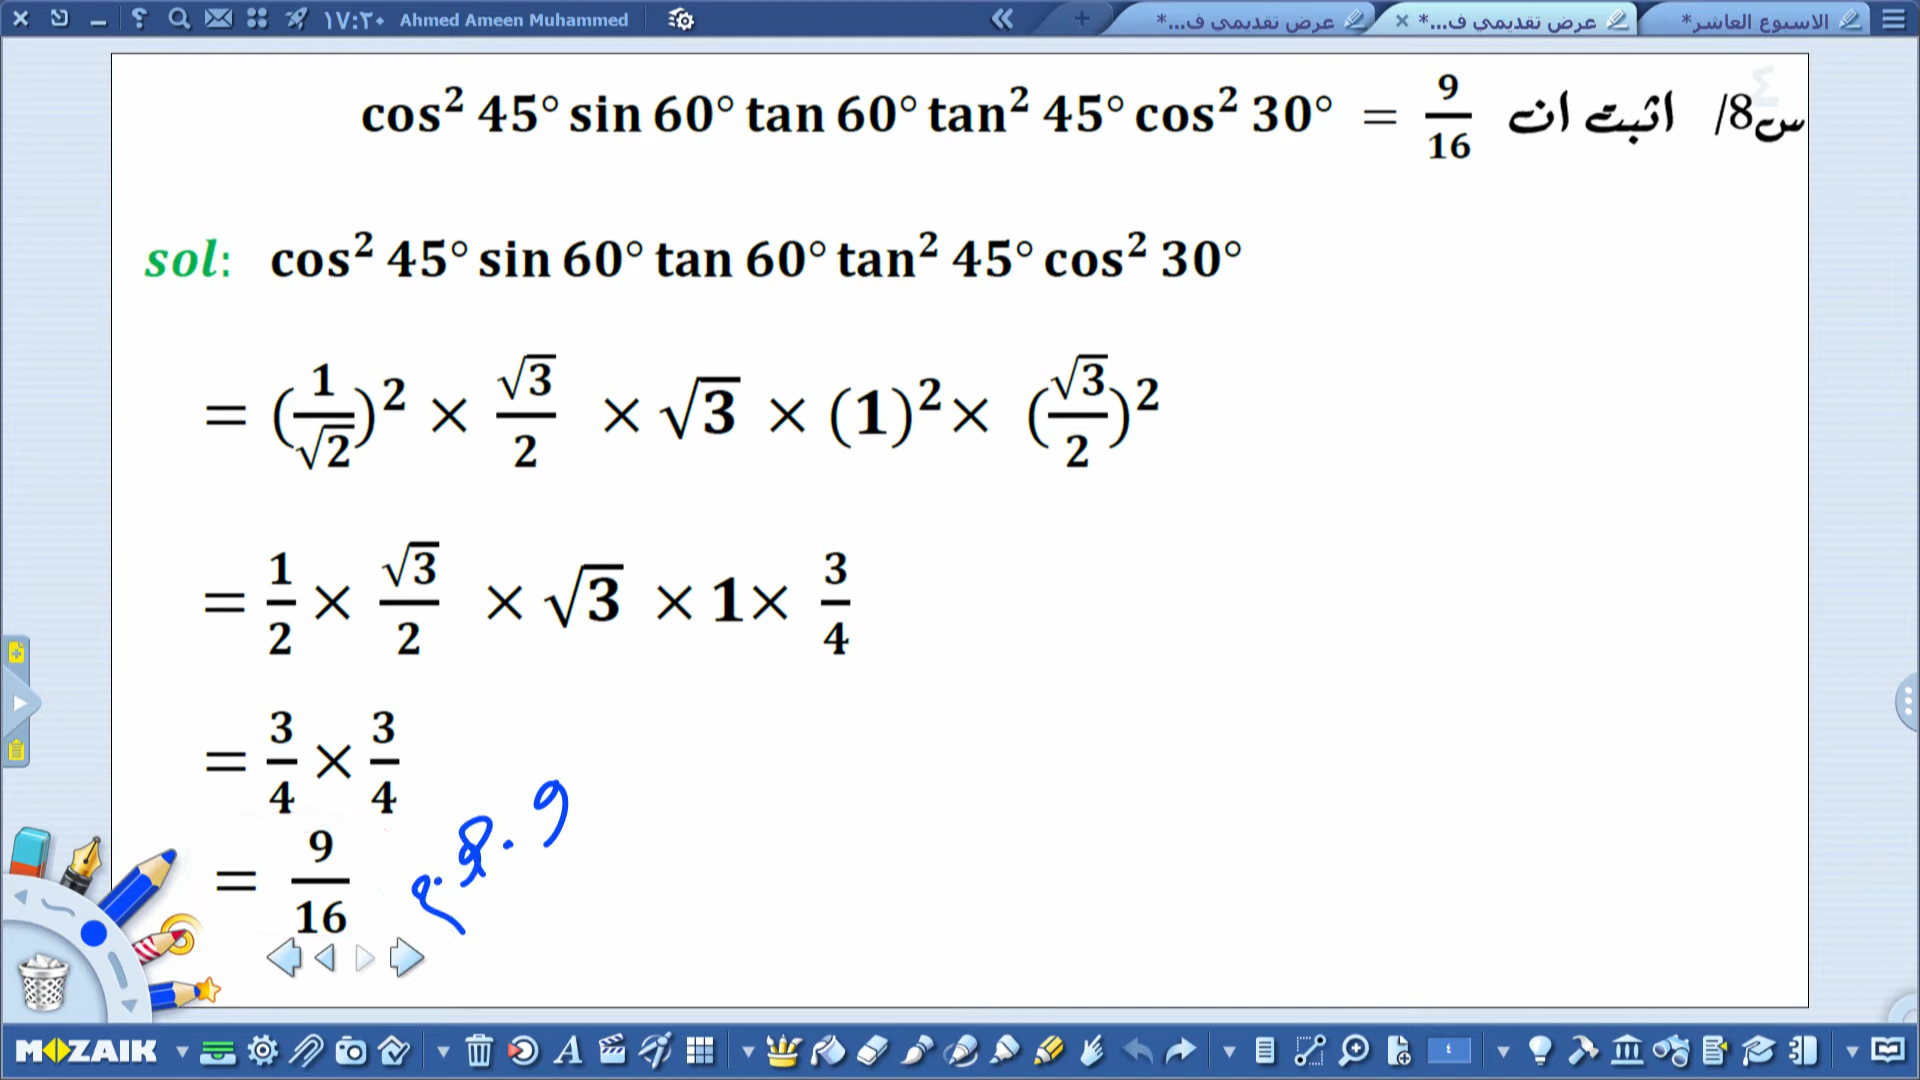 ١٧:٢٠ Ahmed Ameen Muhammed
عرض تقديمي ف...*
عرض تقديمي ف...*
الاسبوع العاشر*
س8/ اثبت ان cos² 45° sin 60° tan 60° tan² 45° cos² 30° = 9/16
sol: cos² 45° sin 60° tan 60° tan² 45° cos² 30°
= (1/√2)² × √3/2 × √3 × (1)² × (√3/2)²
= 1/2 × √3/2 × √3 × 1 × 3/4
= 3/4 × 3/4
= 9/16
MOZAIK